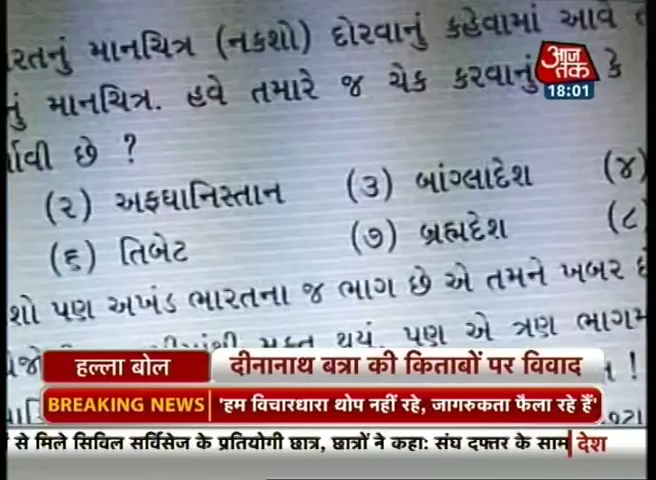 માનચિત્ર (નકશો) દોરવાનું કહેવામાં આવે
માનચિત્ર. હવે તમારે જ ચેક કરવાનું કે
आज तक
18:01
છે ?
(૨) અફઘાનિસ્તાન (૩) બાંગ્લાદેશ (૪)
(૬) તિબેટ (૭) બ્રહ્મદેશ (૮
પણ અખંડ ભારતના જ ભાગ છે એ તમને ખબર
થયું. પણ એ ત્રણ
हल्ला बोल दीनानाथ बत्रा की किताबों पर विवाद !
BREAKING NEWS 'हम विचारधारा थोप नहीं रहे, जागरुकता फैला रहे हैं'
से मिले सिविल सर्विसेज के प्रतियोगी छात्र, छात्रों ने कहा: संघ दफ्तर के साम देश